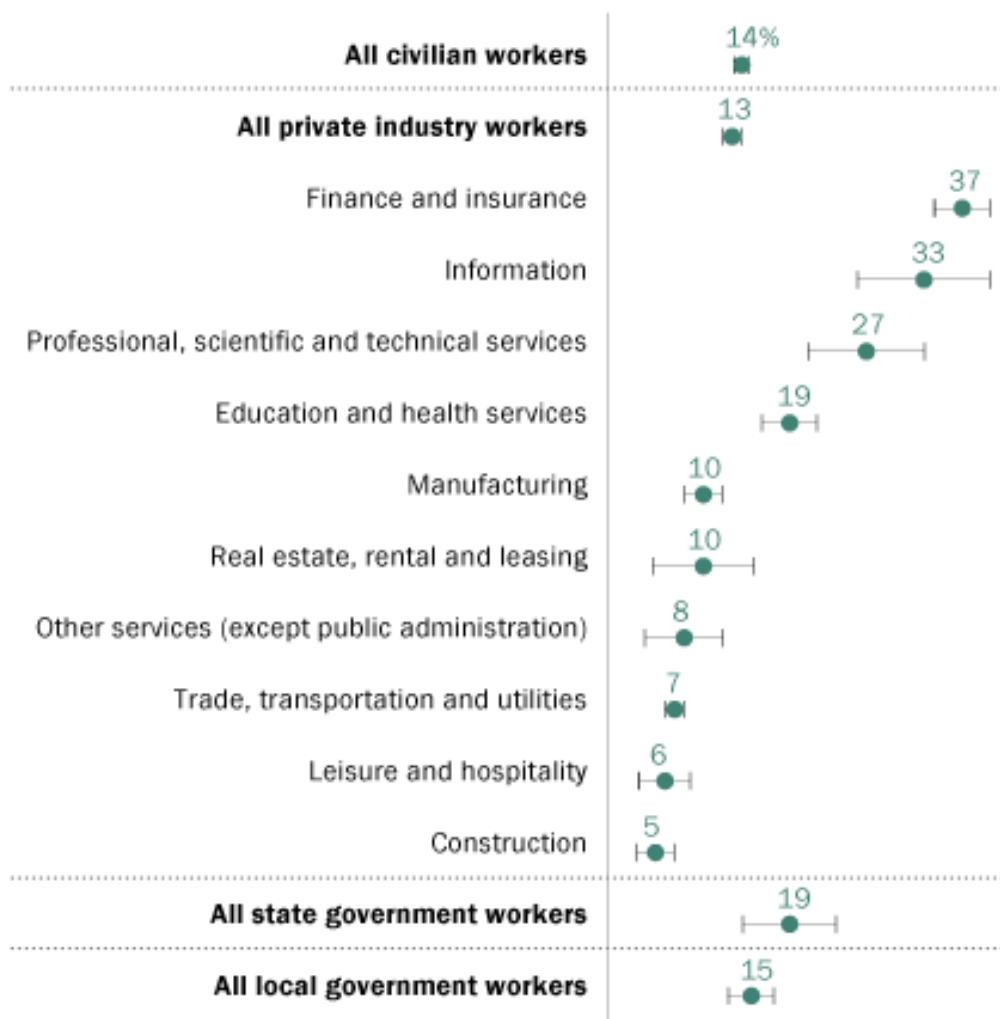 14%
All civilian workers
13
All private industry workers
37
Finance and insurance
33
Information
27
Professional, scientific and technical services
19
Education and health services
10
Manufacturing
10
Real estate, rental and leasing
8
Other services (except public administration)
7
Trade, transportation and utilities
6
Leisure and hospitality
5
Construction
19
All state government workers
15
All local government workers